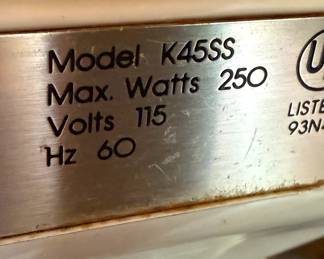 Model K45SS
Max. Watts 250
Volts 115
Hz 60
U
LISTE
93N